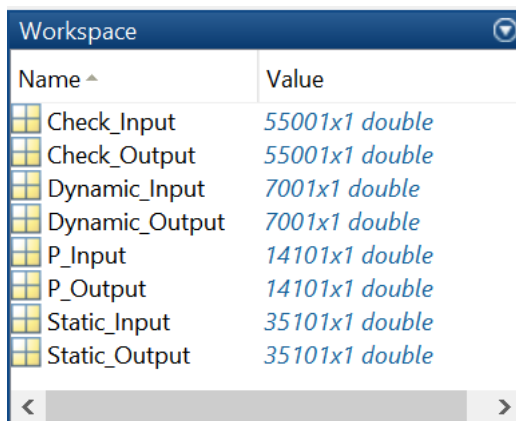 Workspace
Name Value
Check_Input 55001x1 double
Check_Output 55001x1 double
Dynamic_Input 7001x1 double
Dynamic_Output 7001x1 double
P_Input 14101x1 double
P_Output 14101x1 double
Static_Input 35101x1 double
Static_Output 35101x1 double